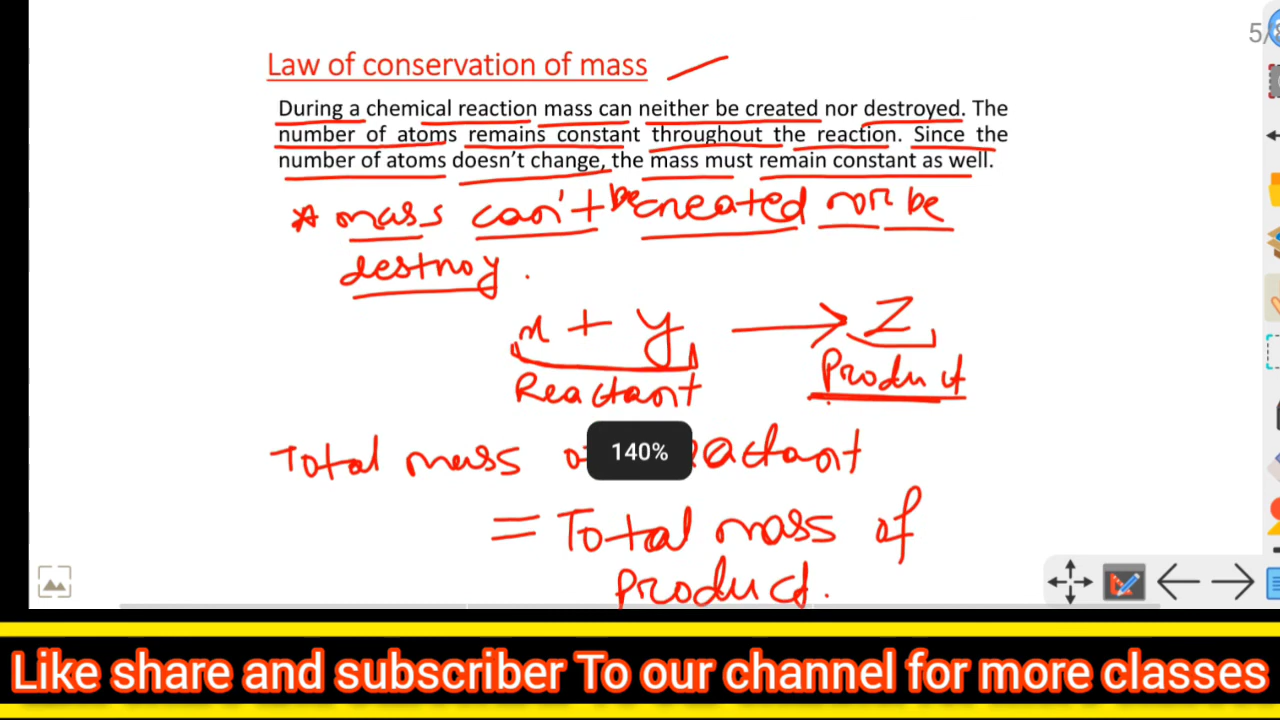 5/
Law of conservation of mass
During a chemical reaction mass can neither be created nor destroyed. The
number of atoms remains constant throughout the reaction. Since the
number of atoms doesn't change, the mass must remain constant as well.
* mass can't be created nor be
destroy.
x + y → Z
Reactant Product
Total mass
140%
= Total mass of
Product.
Like share and subscriber To our channel for more classes